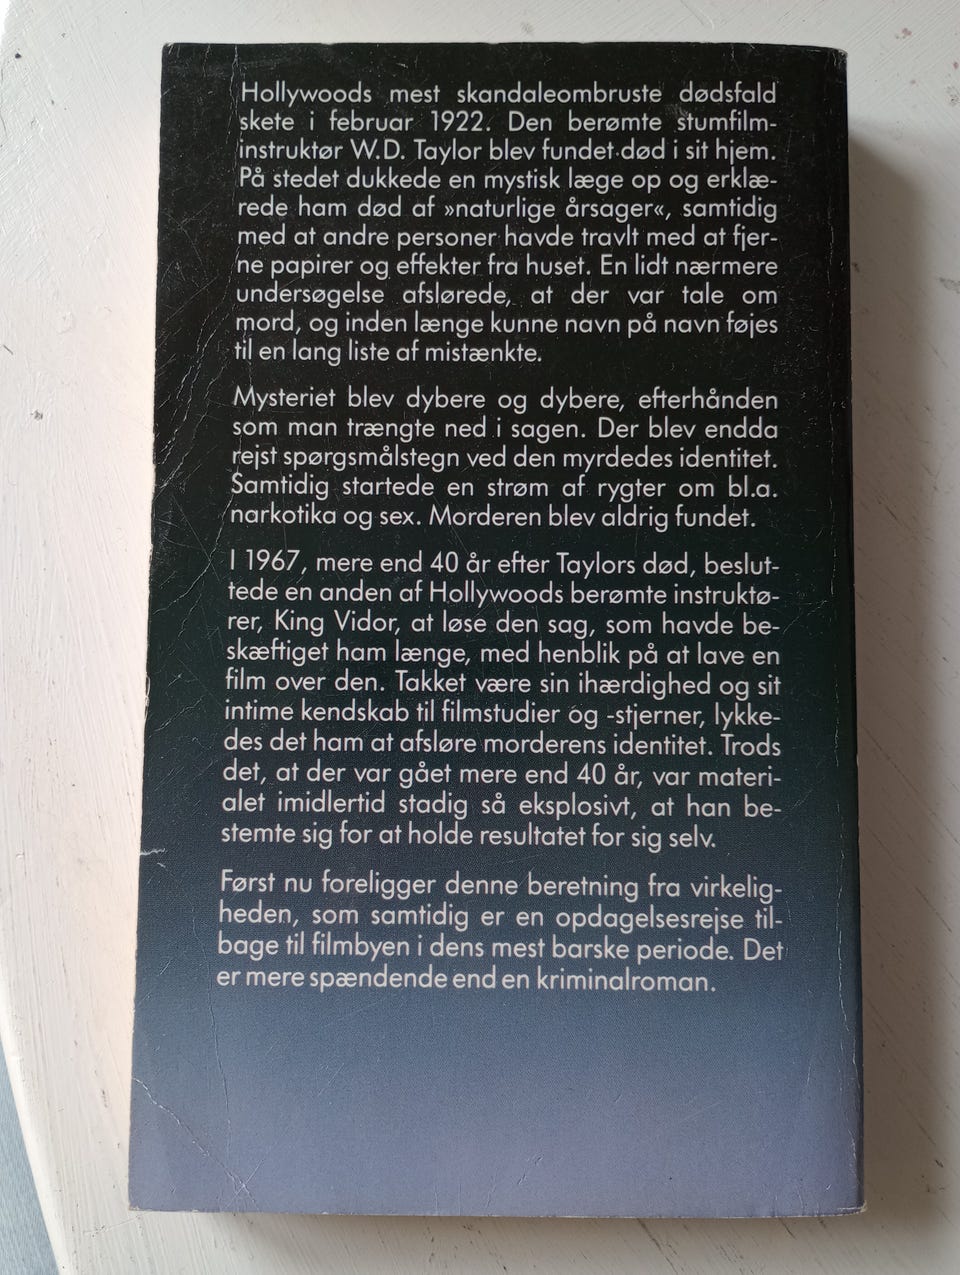 Hollywoods mest skandaleombruste dødsfald
skete i februar 1922. Den berømte stumfilm-
instruktør W.D. Taylor blev fundet død i sit hjem.
På stedet dukkede en mystisk læge op og erklæ-
rede ham død af »naturlige årsager«, samtidig
med at andre personer havde travlt med at fjer-
ne papirer og effekter fra huset. En lidt nærmere
undersøgelse afslørede, at der var tale om
mord, og inden længe kunne navn på navn føjes
til en lang liste af mistænkte.
Mysteriet blev dybere og dybere, efterhånden
som man trængte ned i sagen. Der blev endda
rejst spørgsmålstegn ved den myrdedes identitet.
Samtidig startede en strøm af rygter om bl.a.
narkotika og sex. Morderen blev aldrig fundet.
I 1967, mere end 40 år efter Taylors død, beslut-
tede en anden af Hollywoods berømte instruktø-
rer, King Vidor, at løse den sag, som havde be-
skæftiget ham længe, med henblik på at lave en
film over den. Takket være sin ihærdighed og sit
intime kendskab til filmstudier og -stjerner, lykke-
des det ham at afsløre morderens identitet. Trods
det, at der var gået mere end 40 år, var materi-
alet imidlertid stadig så eksplosivt, at han be-
stemte sig for at holde resultatet for sig selv.
Først nu foreligger denne beretning fra virkelig-
heden, som samtidig er en opdagelsesrejse til-
bage til filmbyen i dens mest barske periode. Det
er mere spændende end en kriminalroman.